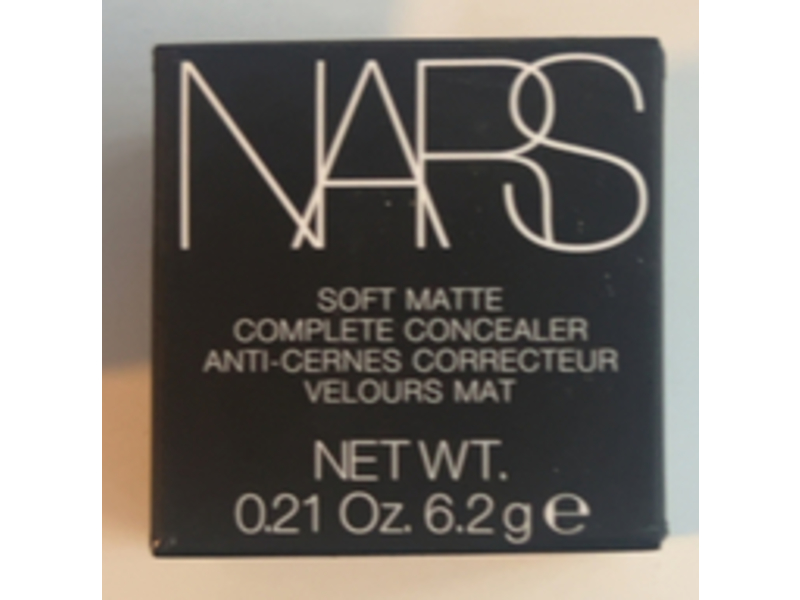 NARS
SOFT MATTE
COMPLETE CONCEALER
ANTI-CERNES CORRECTEUR
VELOURS MAT
NET WT.
0.21 Oz. 6.2 g e